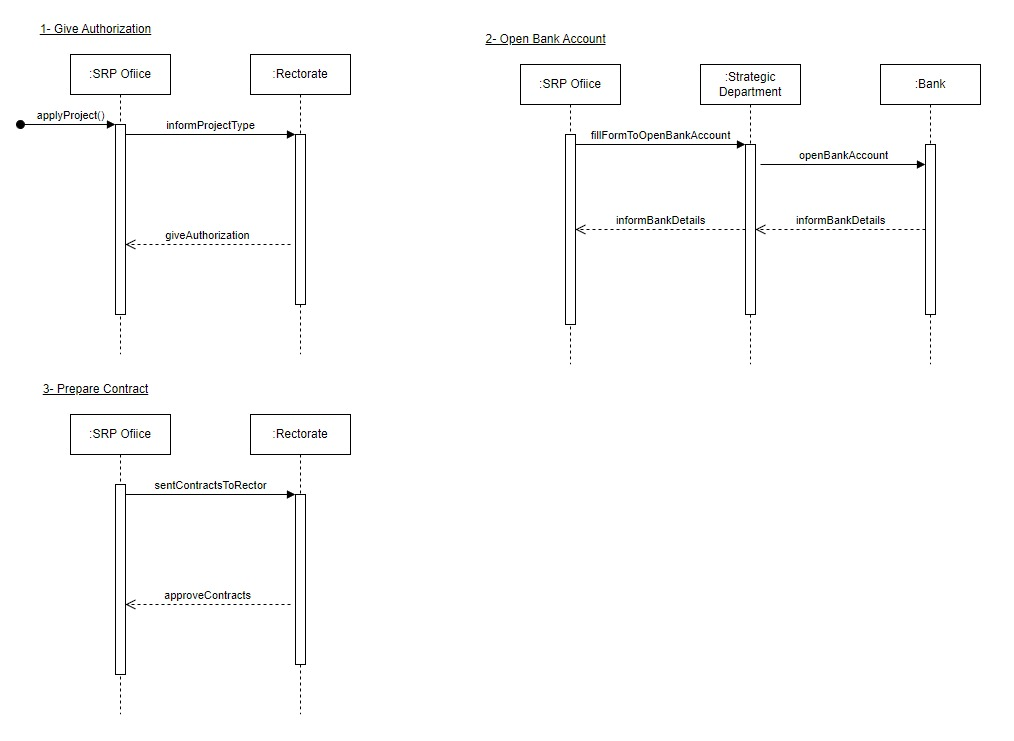 1- Give Authorization
:SRP Ofiice
:Rectorate
applyProject()
informProjectType
giveAuthorization
2- Open Bank Account
:SRP Ofiice
:Strategic
Department
:Bank
fillFormToOpenBankAccount
openBankAccount
informBankDetails
informBankDetails
3- Prepare Contract
:SRP Ofiice
:Rectorate
sentContractsToRector
approveContracts